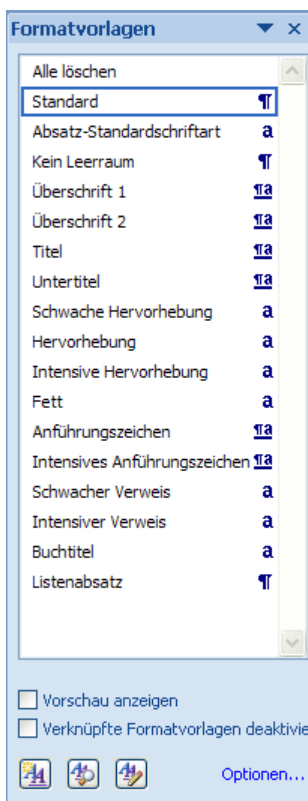 Formatvorlagen
Alle löschen
Standard ¶
Absatz-Standardschriftart a
Kein Leerraum ¶
Überschrift 1 ¶a
Überschrift 2 ¶a
Titel ¶a
Untertitel ¶a
Schwache Hervorhebung a
Hervorhebung a
Intensive Hervorhebung a
Fett a
Anführungszeichen ¶a
Intensives Anführungszeichen ¶a
Schwacher Verweis a
Intensiver Verweis a
Buchtitel a
Listenabsatz ¶
Vorschau anzeigen
Verknüpfte Formatvorlagen deaktivie
Optionen...